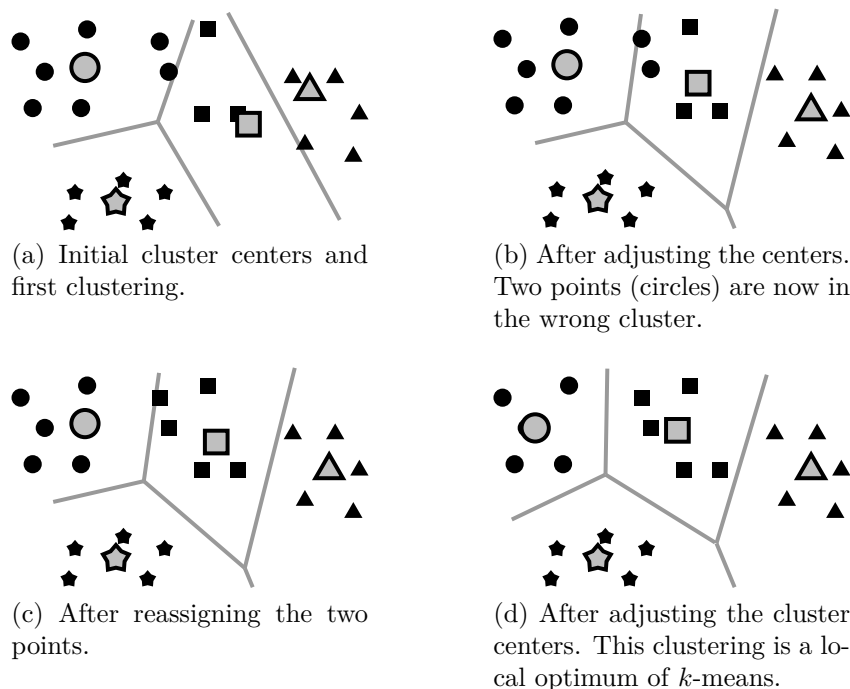 (a) Initial cluster centers and
first clustering.
(b) After adjusting the centers.
Two points (circles) are now in
the wrong cluster.
(c) After reassigning the two
points.
(d) After adjusting the cluster
centers. This clustering is a lo-
cal optimum of k-means.